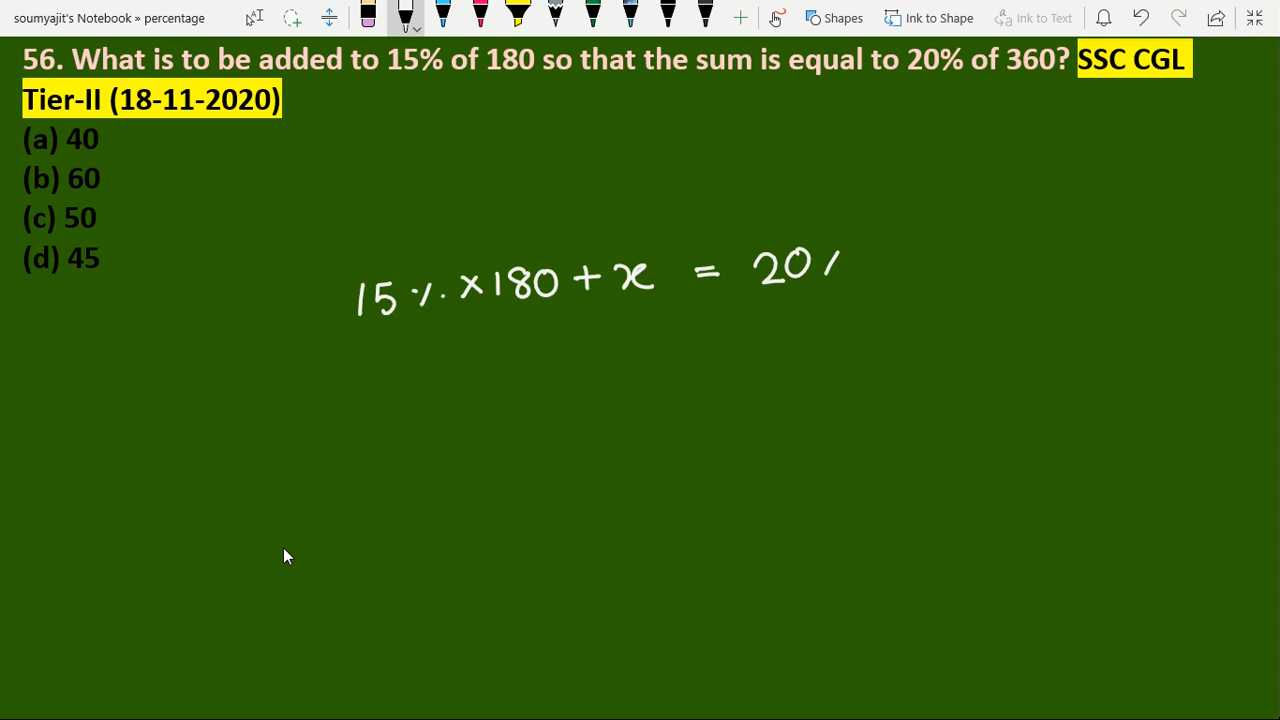 soumyajit's Notebook » percentage
Shapes
Ink to Shape
Ink to Text
56. What is to be added to 15% of 180 so that the sum is equal to 20% of 360? SSC CGL
Tier-II (18-11-2020)
(a) 40
(b) 60
(c) 50
(d) 45
15% × 180 + x = 20 /